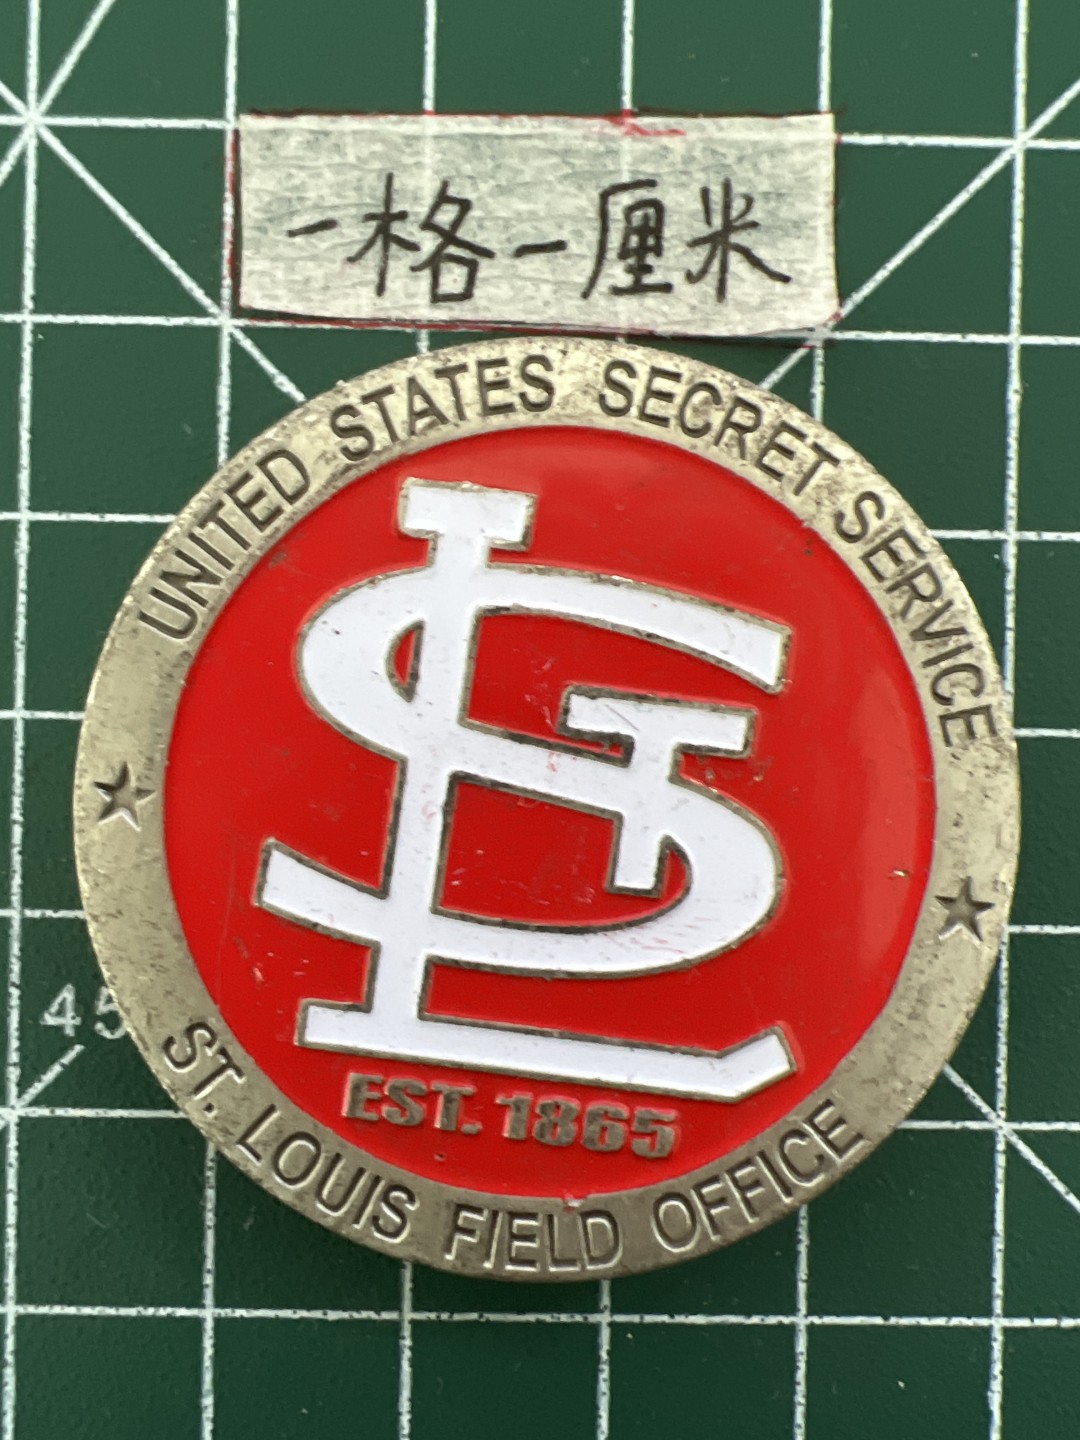 一格一厘米
UNITED STATES SECRET SERVICE
STL
EST. 1865
ST. LOUIS FIELD OFFICE
45